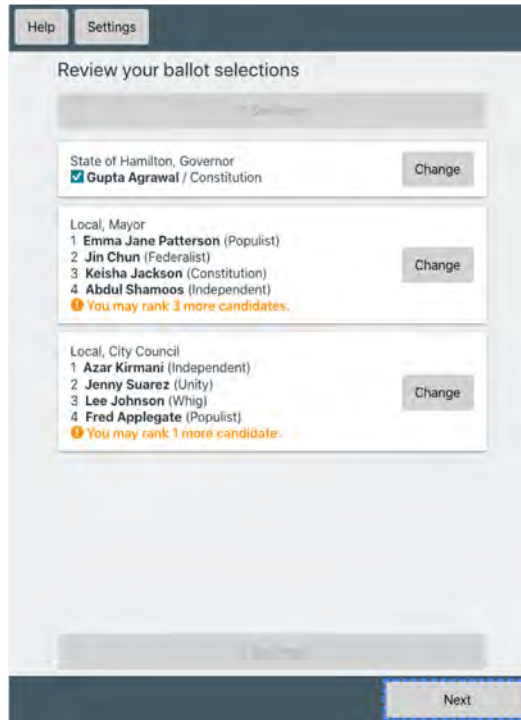 Help
Settings
Review your ballot selections
State of Hamilton, Governor
Gupta Agrawal / Constitution
Change
Local, Mayor
1 Emma Jane Patterson (Populist)
2 Jin Chun (Federalist)
3 Keisha Jackson (Constitution)
4 Abdul Shamoos (Independent)
You may rank 3 more candidates.
Change
Local, City Council
1 Azar Kirmani (Independent)
2 Jenny Suarez (Unity)
3 Lee Johnson (Whig)
4 Fred Applegate (Populist)
You may rank 1 more candidate.
Change
Next